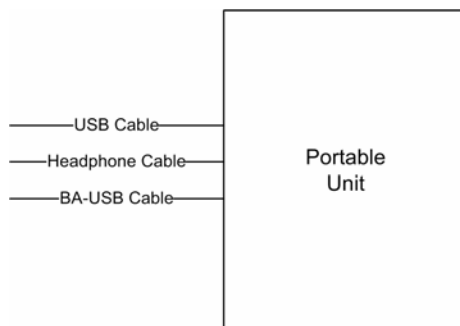 USB Cable
Headphone Cable
BA-USB Cable
Portable
Unit